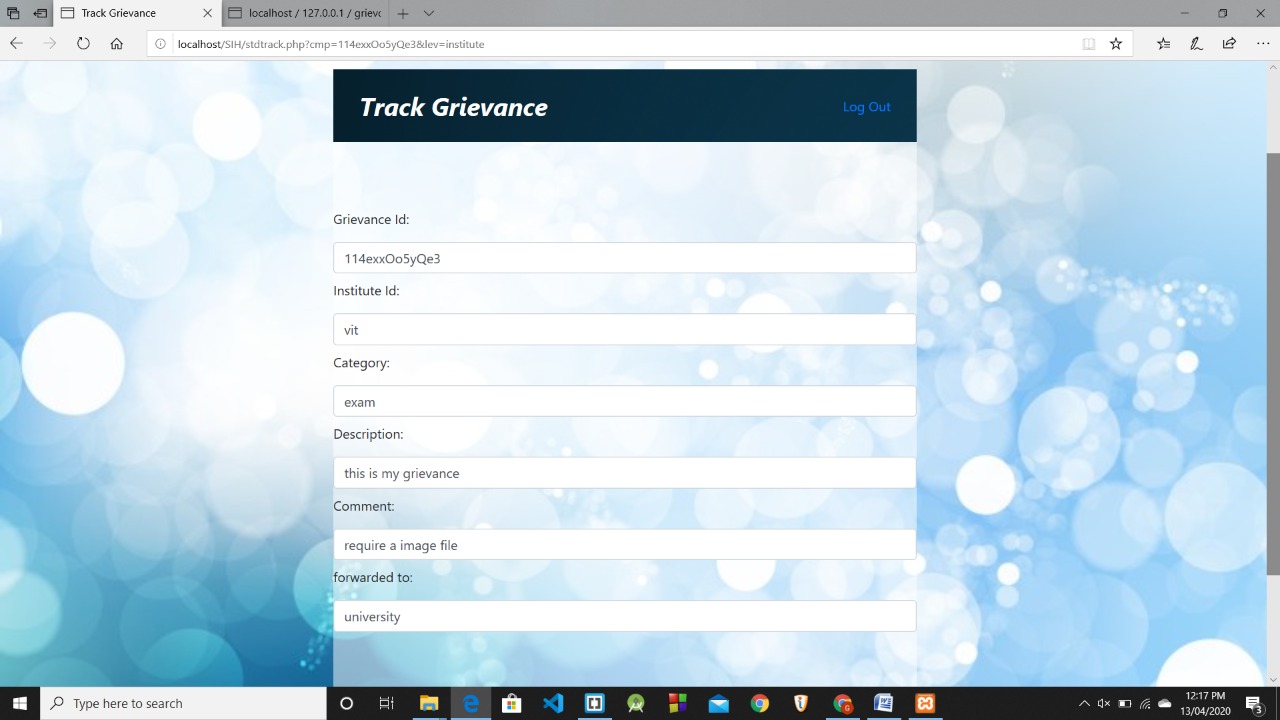 Track Grievance
localhost / 127.0.0.1 / grieva
localhost/SIH/stdtrack.php?cmp=114exxOo5yQe3&lev=institute
Track Grievance
Log Out
Grievance Id:
114exxOo5yQe3
Institute Id:
vit
Category:
exam
Description:
this is my grievance
Comment:
require a image file
forwarded to:
university
Type here to search
12:17 PM
13/04/2020
3